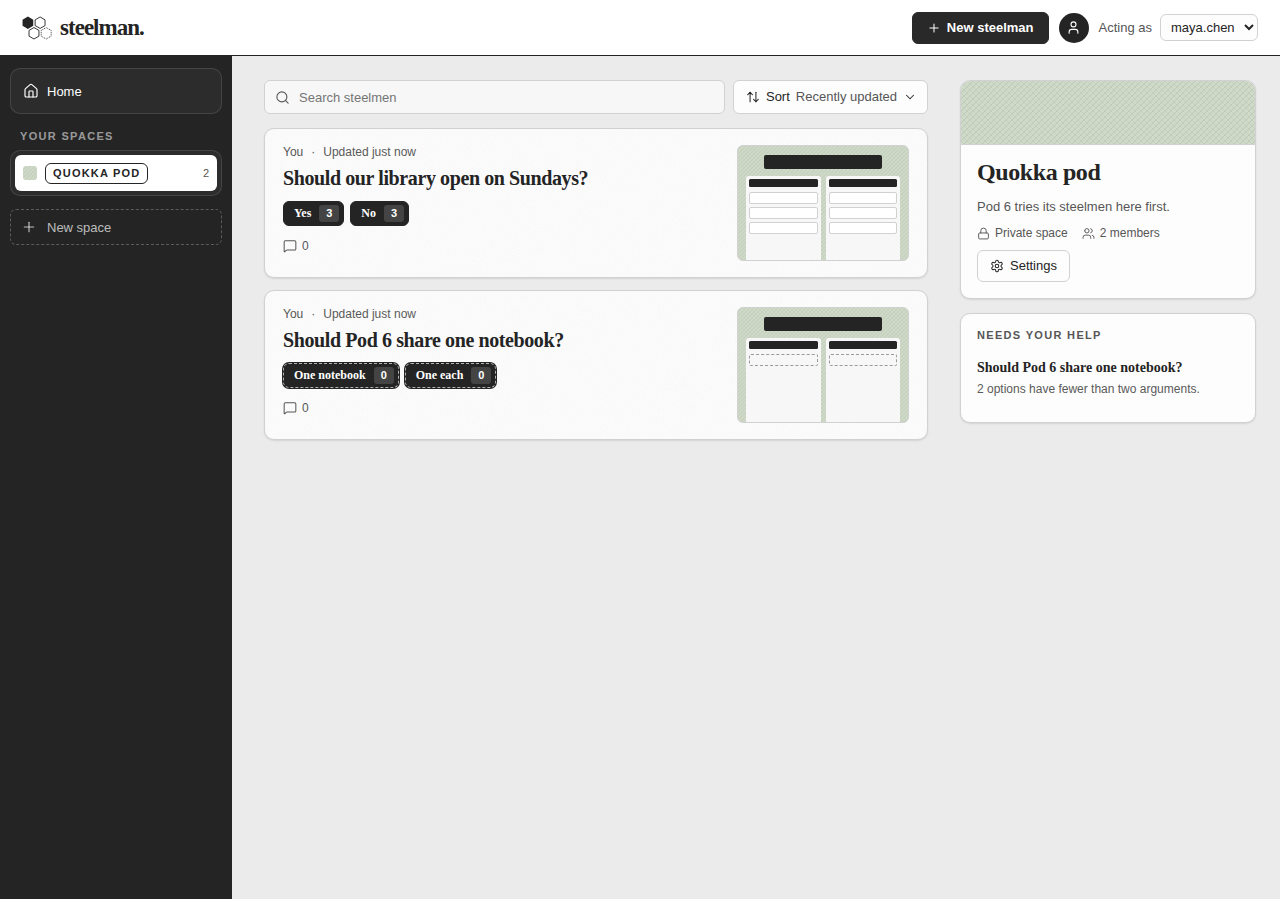 steelman.
New steelman
Acting as
maya.chen
Home
YOUR SPACES
QUOKKA POD
2
New space
Search steelmen
Sort Recently updated
You · Updated just now
Should our library open on Sundays?
Yes 3
No 3
0
You · Updated just now
Should Pod 6 share one notebook?
One notebook 0
One each 0
0
Quokka pod
Pod 6 tries its steelmen here first.
Private space
2 members
Settings
NEEDS YOUR HELP
Should Pod 6 share one notebook?
2 options have fewer than two arguments.